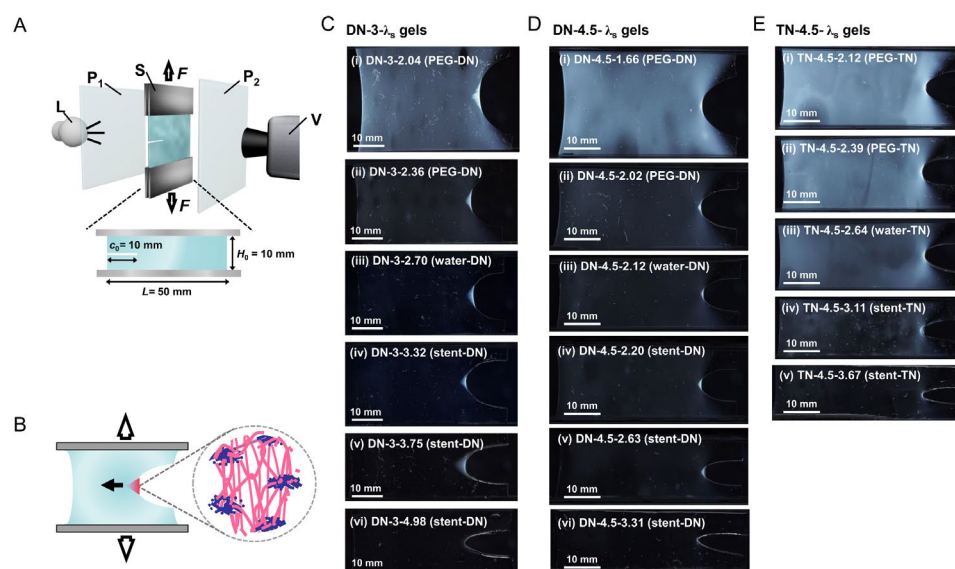 A
P1
S
F
P2
L
V
F
c0= 10 mm
H0 = 10 mm
L= 50 mm
B
C DN-3-λs gels
(i) DN-3-2.04 (PEG-DN)
10 mm
(ii) DN-3-2.36 (PEG-DN)
10 mm
(iii) DN-3-2.70 (water-DN)
10 mm
(iv) DN-3-3.32 (stent-DN)
10 mm
(v) DN-3-3.75 (stent-DN)
10 mm
(vi) DN-3-4.98 (stent-DN)
10 mm
D DN-4.5- λs gels
(i) DN-4.5-1.66 (PEG-DN)
10 mm
(ii) DN-4.5-2.02 (PEG-DN)
10 mm
(iii) DN-4.5-2.12 (water-DN)
10 mm
(iv) DN-4.5-2.20 (stent-DN)
10 mm
(v) DN-4.5-2.63 (stent-DN)
10 mm
(vi) DN-4.5-3.31 (stent-DN)
10 mm
E TN-4.5- λs gels
(i) TN-4.5-2.12 (PEG-TN)
10 mm
(ii) TN-4.5-2.39 (PEG-TN)
10 mm
(iii) TN-4.5-2.64 (water-TN)
10 mm
(iv) TN-4.5-3.11 (stent-TN)
10 mm
(v) TN-4.5-3.67 (stent-TN)
10 mm